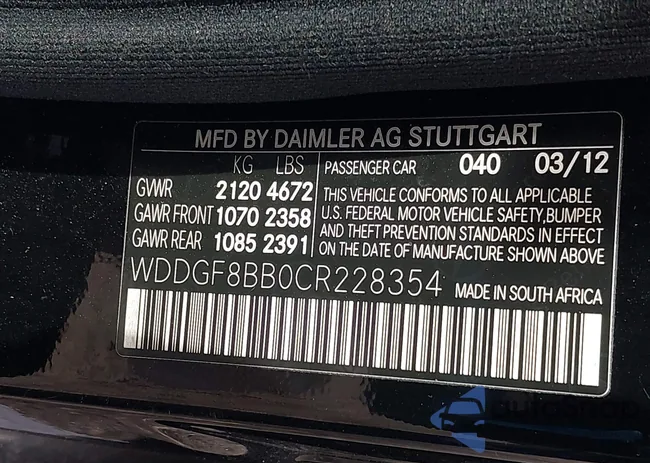 MFD BY DAIMLER AG STUTTGART
KG LBS
GVWR 2120 4672
GAWR FRONT 1070 2358
GAWR REAR 1085 2391
PASSENGER CAR 040 03/12
THIS VEHICLE CONFORMS TO ALL APPLICABLE
U.S. FEDERAL MOTOR VEHICLE SAFETY,BUMPER
AND THEFT PREVENTION STANDARDS IN EFFECT
ON THE DATE OF MANUFACTURE SHOWN ABOVE
WDDGF8BB0CR228354 MADE IN SOUTH AFRICA